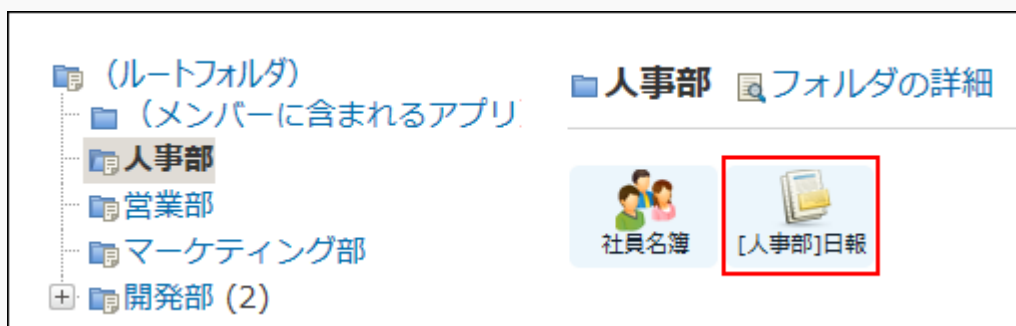 (ルートフォルダ)
(メンバーに含まれるアプリ
人事部
営業部
マーケティング部
開発部 (2)
人事部 フォルダの詳細
社員名簿 [人事部]日報